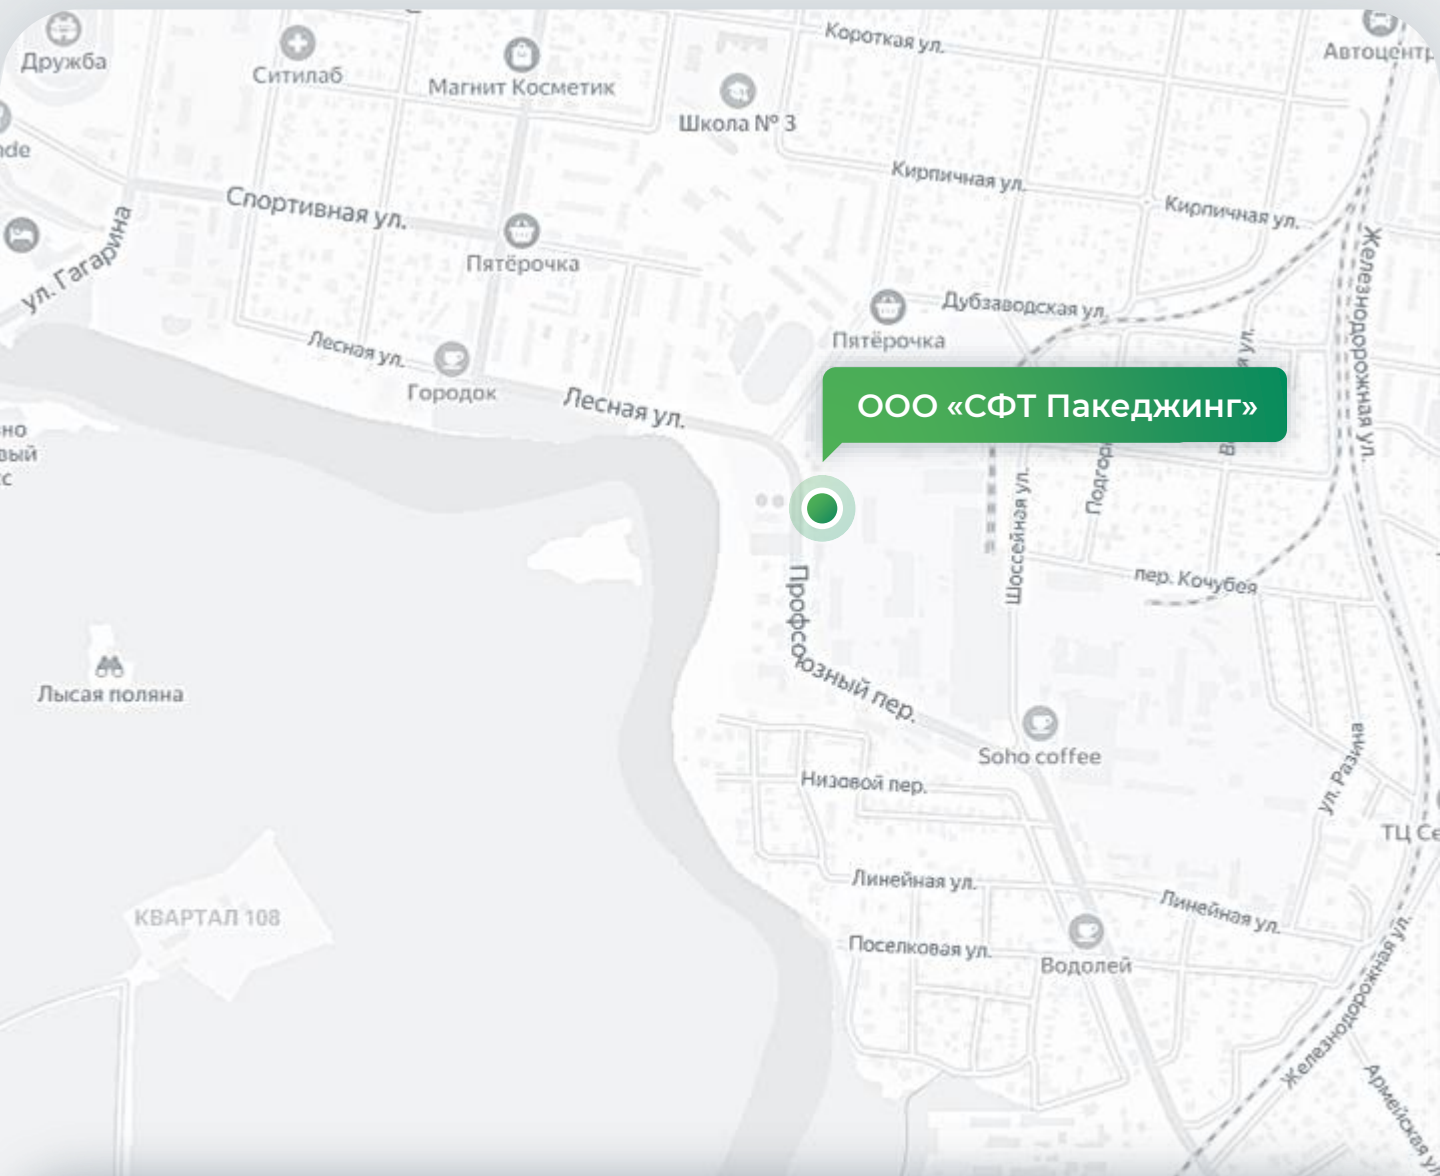 Дружба
Ситилаб
Магнит Косметик
Школа № 3
Короткая ул.
Автоцентр
Кирпичная ул.
Кирпичная ул.
Спортивная ул.
ул. Гагарина
Пятёрочка
Железнодорожная ул.
Дубзаводская ул.
Пятёрочка
Лесная ул.
Городок
Лесная ул.
ООО «СФТ Пакеджинг»
Шоссейная ул.
пер. Кочубея
Профсоюзный пер.
Лысая поляна
Soho coffee
ул. Разина
Низовой пер.
Линейная ул.
Линейная ул.
КВАРТАЛ 108
Поселковая ул.
Водолей
Железнодорожная ул.
Армейская